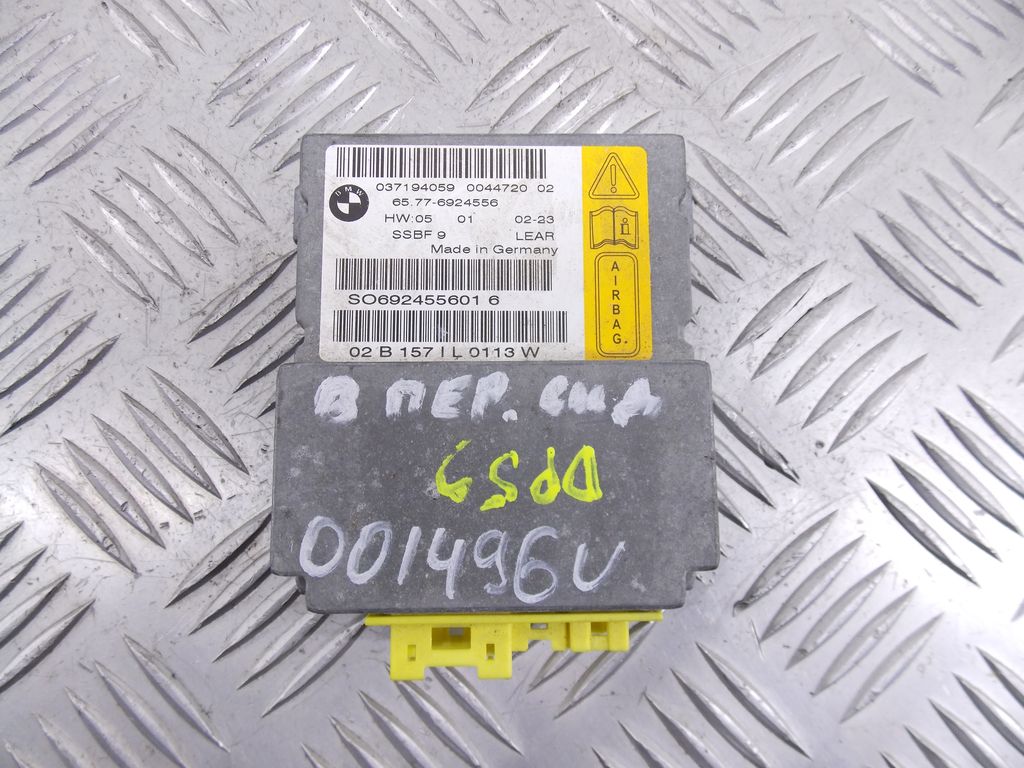 037194059 0044720 02
BMW
65.77-6924556
HW:05 01 02-23
SSBF 9 LEAR
Made in Germany
SO692455601 6
02 B 157 I L 0113 W
AIRBAG.
В ПЕР. СИД
001496U